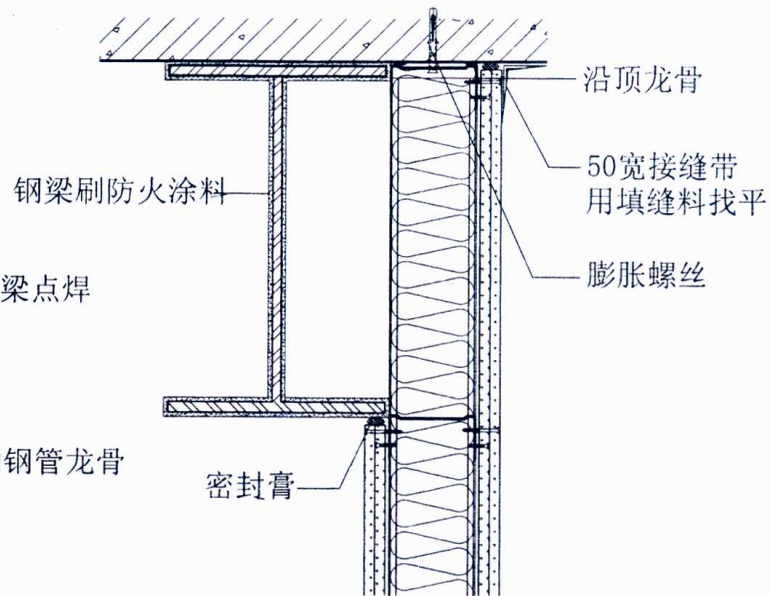 沿顶龙骨
50宽接缝带
用填缝料找平
钢梁刷防火涂料
膨胀螺丝
梁点焊
钢管龙骨
密封膏